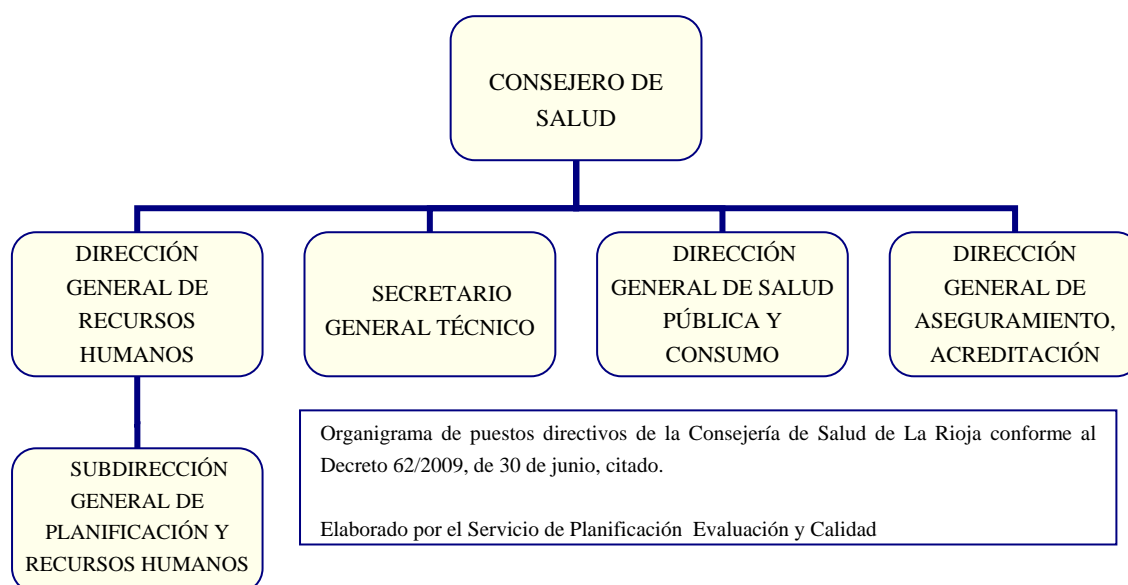 CONSEJERO DE
SALUD
DIRECCIÓN
GENERAL DE
RECURSOS
HUMANOS
SECRETARIO
GENERAL TÉCNICO
DIRECCIÓN
GENERAL DE SALUD
PÚBLICA Y
CONSUMO
DIRECCIÓN
GENERAL DE
ASEGURAMIENTO,
ACREDITACIÓN
SUBDIRECCIÓN
GENERAL DE
PLANIFICACIÓN Y
RECURSOS HUMANOS
Organigrama de puestos directivos de la Consejería de Salud de La Rioja conforme al
Decreto 62/2009, de 30 de junio, citado.
Elaborado por el Servicio de Planificación Evaluación y Calidad